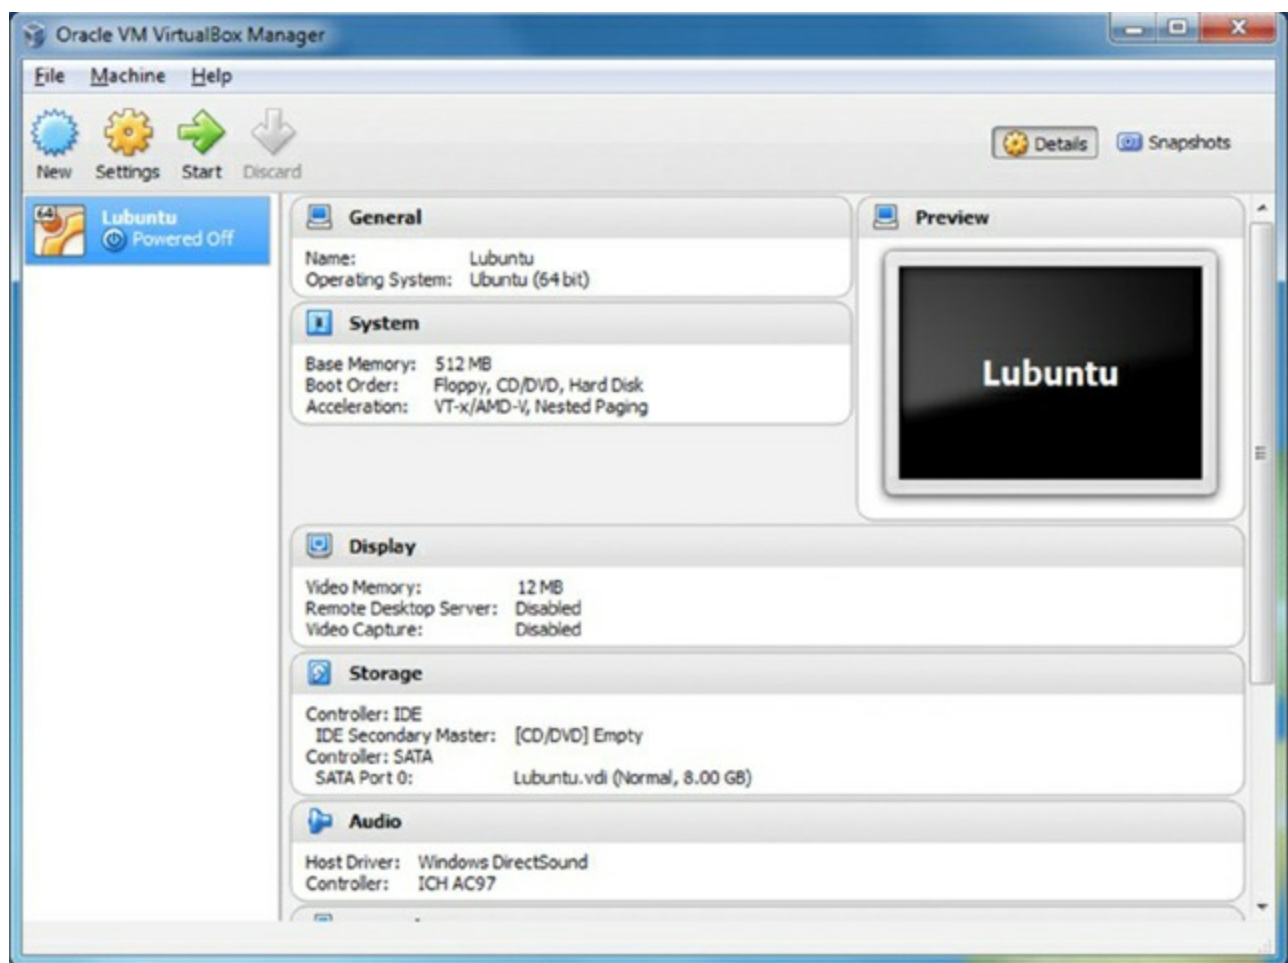 Oracle VM VirtualBox Manager
File Machine Help
New Settings Start Discard
Details Snapshots
64
Lubuntu
Powered Off
General
Name: Lubuntu
Operating System: Ubuntu (64 bit)
System
Base Memory: 512 MB
Boot Order: Floppy, CD/DVD, Hard Disk
Acceleration: VT-x/AMD-V, Nested Paging
Preview
Lubuntu
Display
Video Memory: 12 MB
Remote Desktop Server: Disabled
Video Capture: Disabled
Storage
Controller: IDE
IDE Secondary Master: [CD/DVD] Empty
Controller: SATA
SATA Port 0: Lubuntu.vdi (Normal, 8.00 GB)
Audio
Host Driver: Windows DirectSound
Controller: ICH AC97